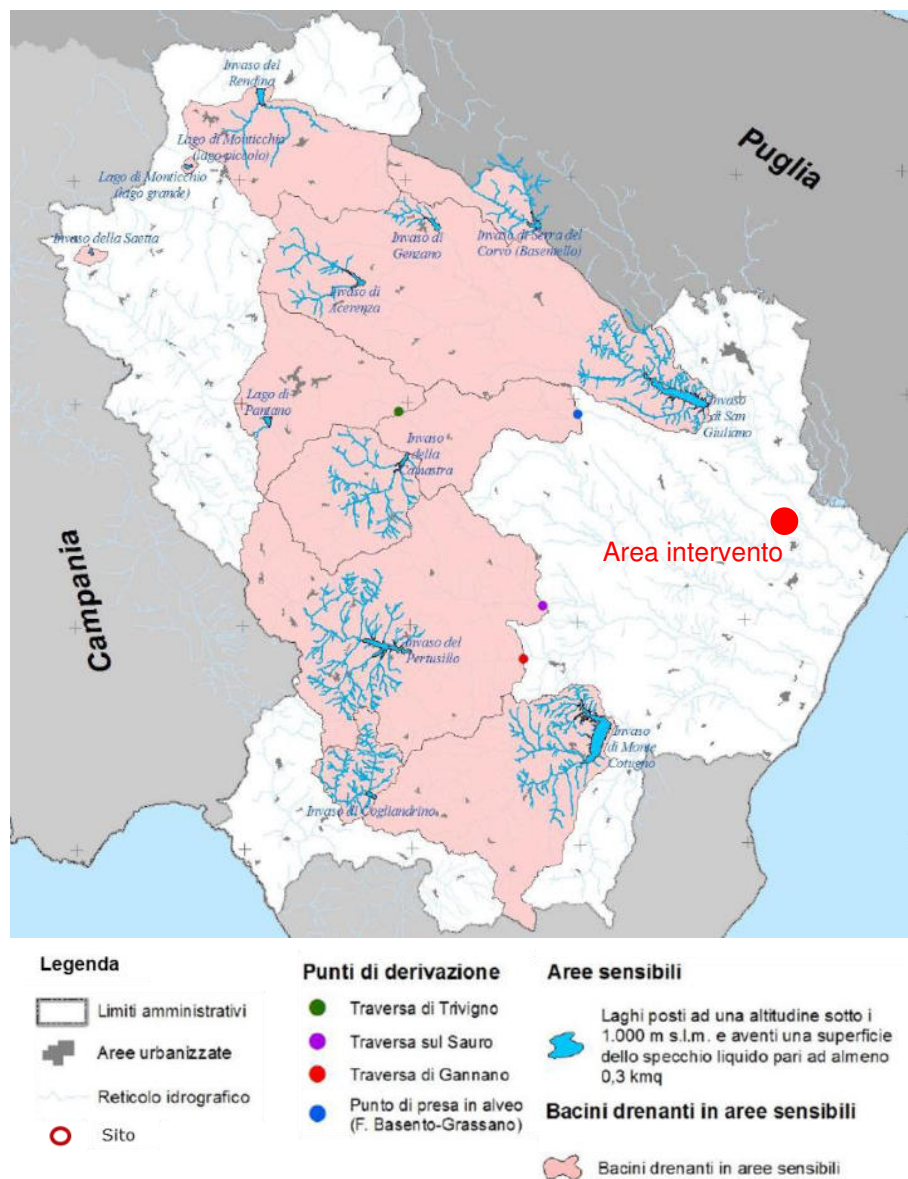 Invaso del
Rendina
Lago di Monticchio
(lago piccolo)
Lago di Monticchio
(lago grande)
Puglia
Invaso della Saetta
Invaso di
Genzano
Invaso di Serra del
Corvo (Basentello)
Invaso di
Acerenza
Lago di
Pantano
Invaso
di San
Giuliano
Invaso
della
Camastra
Area intervento
Campania
Invaso del
Pertusillo
Invaso
di Monte
Cotugno
Invaso di Cogliandrino
Legenda
Limiti amministrativi
Aree urbanizzate
Reticolo idrografico
Sito
Punti di derivazione
Traversa di Trivigno
Traversa sul Sauro
Traversa di Gannano
Punto di presa in alveo
(F. Basento-Grassano)
Aree sensibili
Laghi posti ad una altitudine sotto i
1.000 m s.l.m. e aventi una superficie
dello specchio liquido pari ad almeno
0,3 kmq
Bacini drenanti in aree sensibili
Bacini drenanti in aree sensibili